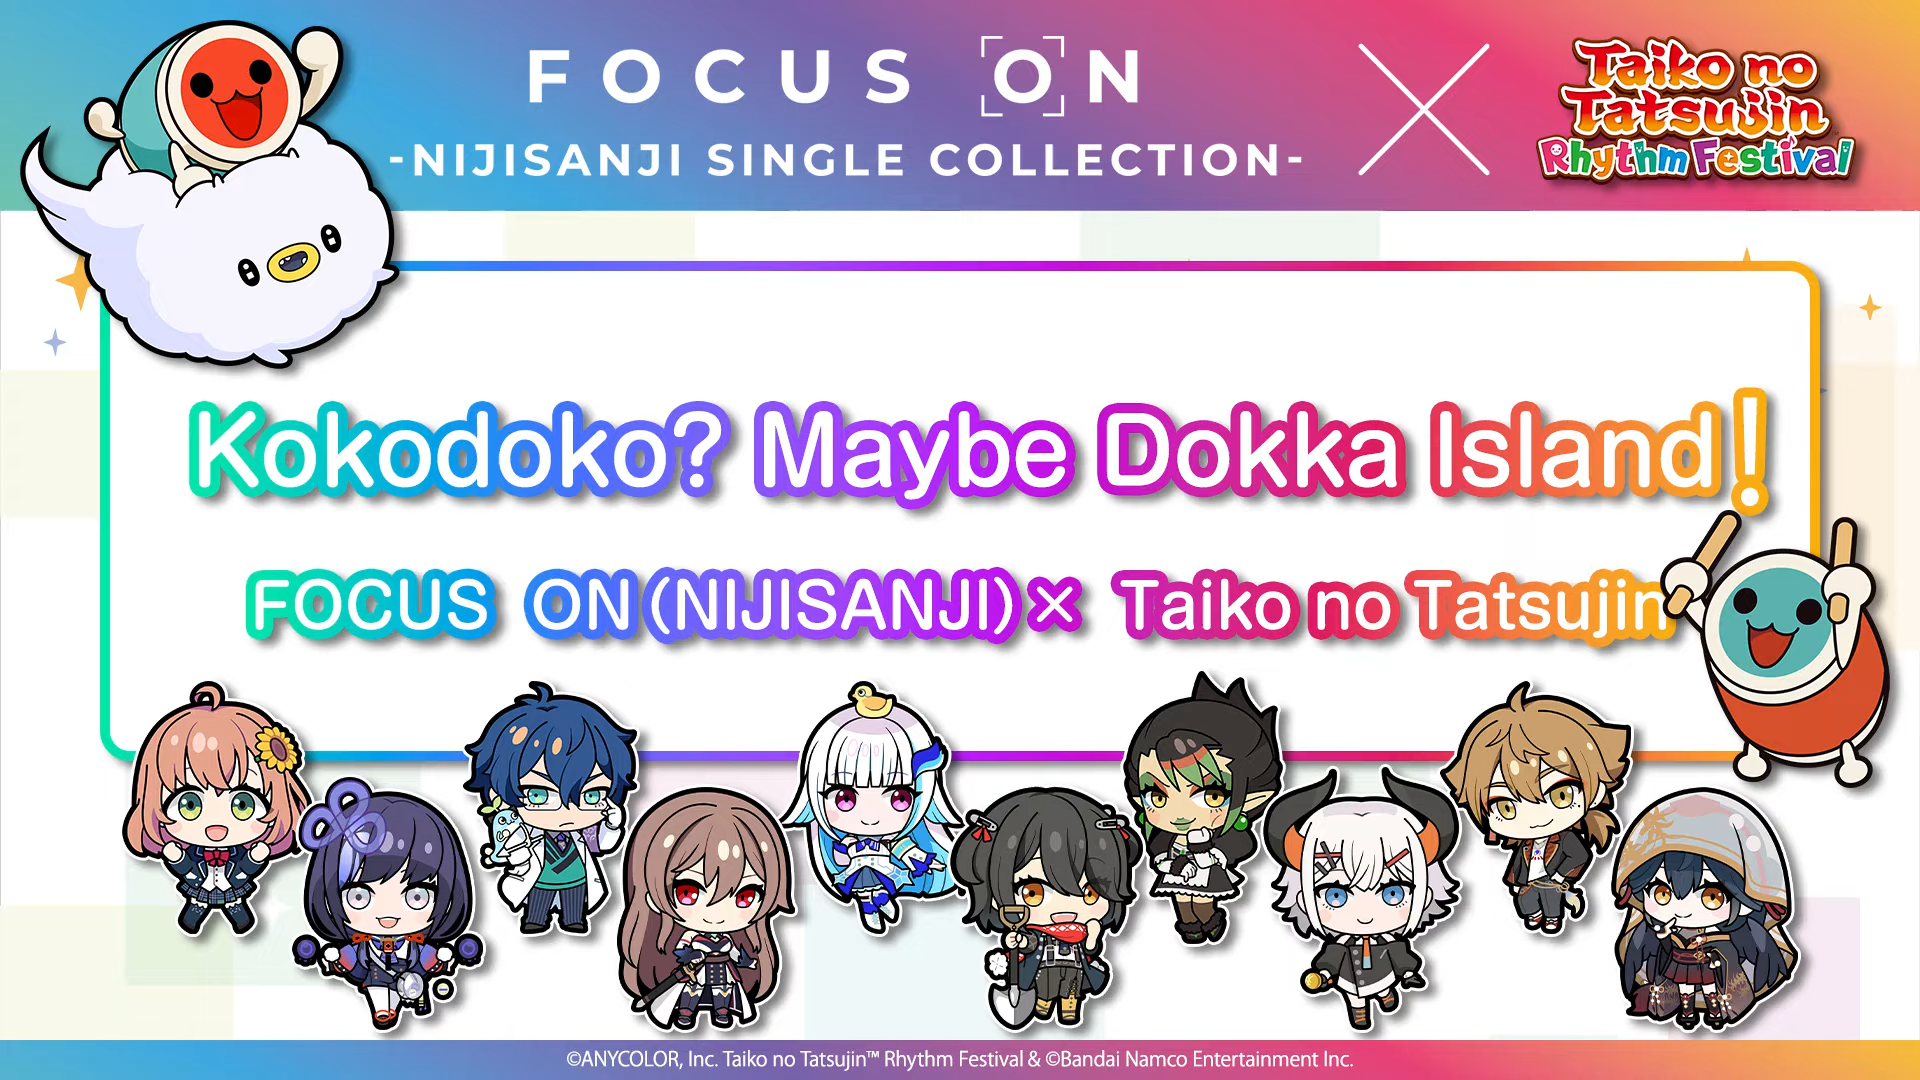 FOCUS ON
-NIJISANJI SINGLE COLLECTION-
Taiko no
Tatsujin
Rhythm Festival
Kokodoko? Maybe Dokka Island!
FOCUS ON(NIJISANJI)× Taiko no Tatsujin
©ANYCOLOR, Inc. Taiko no Tatsujin™ Rhythm Festival & ©Bandai Namco Entertainment Inc.